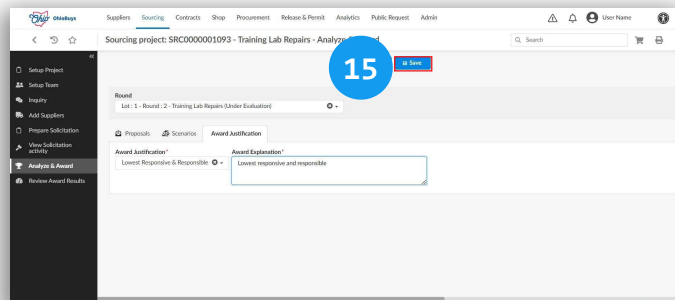 Ohio OhioBuys
Suppliers Sourcing Contracts Shop Procurement Release & Permit Analytics Public Request Admin
User Name
Sourcing project: SRC0000001093 - Training Lab Repairs - Analyze
Search
15
Save
Setup Project
Setup Team
Inquiry
Add Suppliers
Prepare Solicitation
View Solicitation
activity
Analyze & Award
Review Award Results
Round
Lot : 1 - Round : 2 - Training Lab Repairs (Under Evaluation)
Proposals Scenarios Award Justification
Award Justification*
Lowest Responsive & Responsible
Award Explanation*
Lowest responsive and responsible